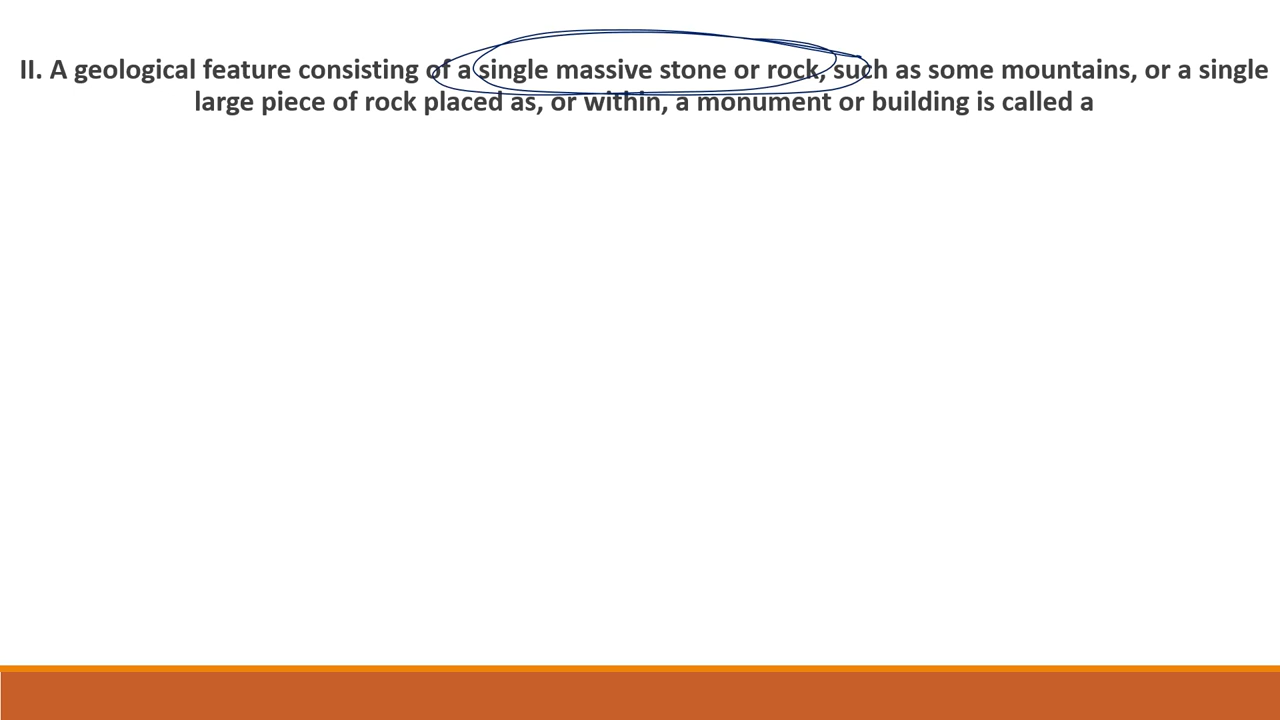 II. A geological feature consisting of a single massive stone or rock, such as some mountains, or a single
large piece of rock placed as, or within, a monument or building is called a